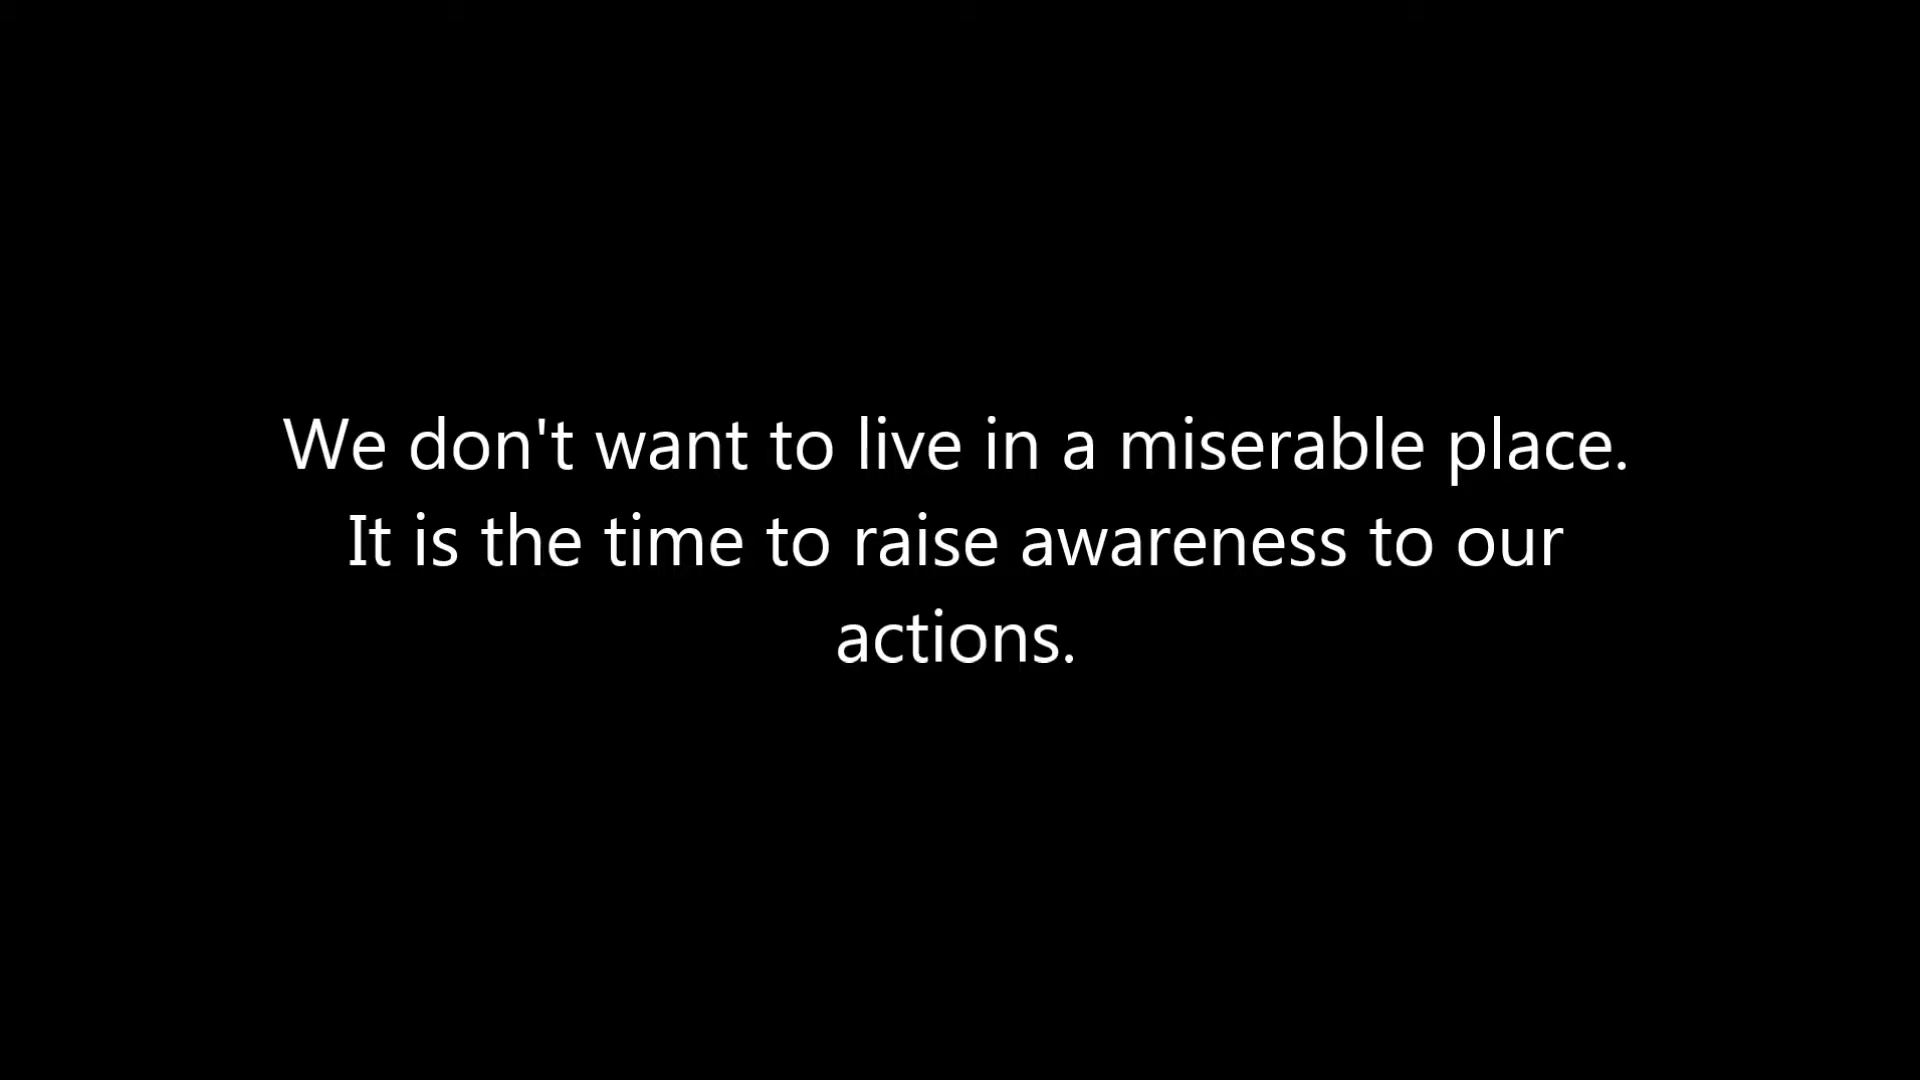 We don't want to live in a miserable place.
It is the time to raise awareness to our
actions.